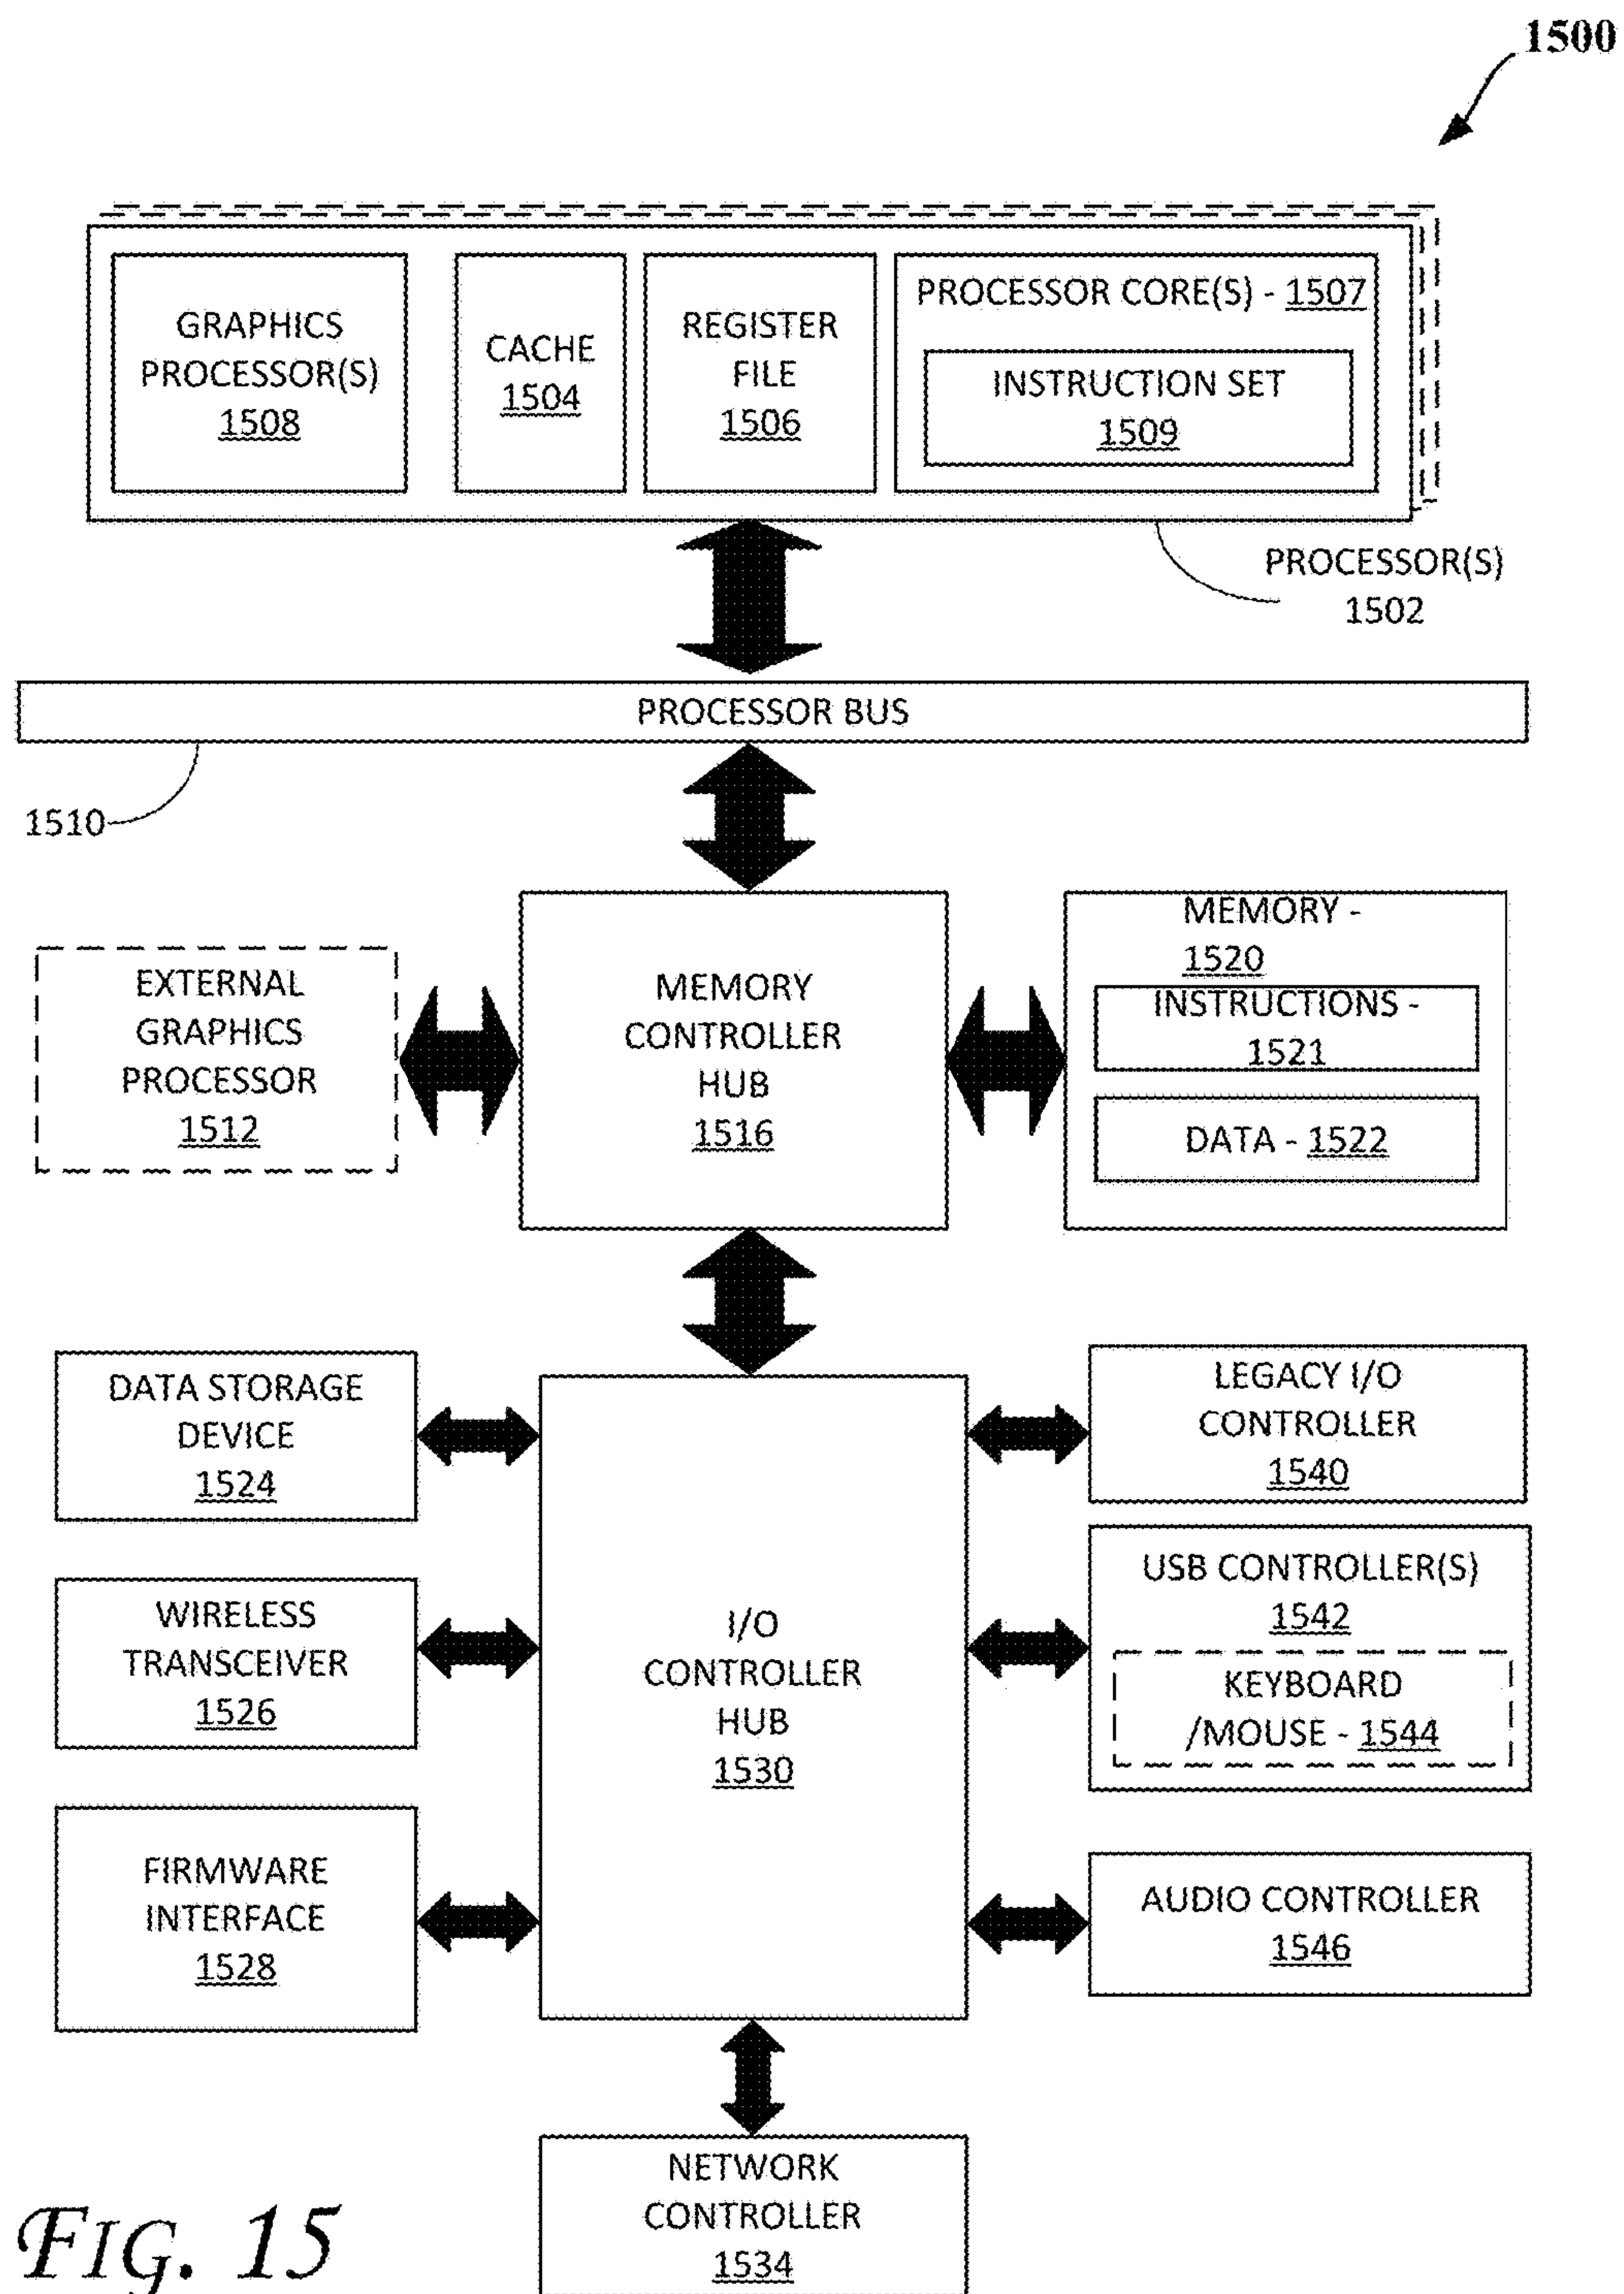 1500
GRAPHICS
PROCESSOR(S)
1508
CACHE
1504
REGISTER
FILE
1506
PROCESSOR CORE(S) - 1507
INSTRUCTION SET
1509
PROCESSOR(S)
1502
PROCESSOR BUS
1510
EXTERNAL
GRAPHICS
PROCESSOR
1512
MEMORY
CONTROLLER
HUB
1516
MEMORY -
1520
INSTRUCTIONS -
1521
DATA - 1522
DATA STORAGE
DEVICE
1524
WIRELESS
TRANSCEIVER
1526
FIRMWARE
INTERFACE
1528
I/O
CONTROLLER
HUB
1530
LEGACY I/O
CONTROLLER
1540
USB CONTROLLER(S)
1542
KEYBOARD
/MOUSE - 1544
AUDIO CONTROLLER
1546
NETWORK
CONTROLLER
1534
FIG. 15